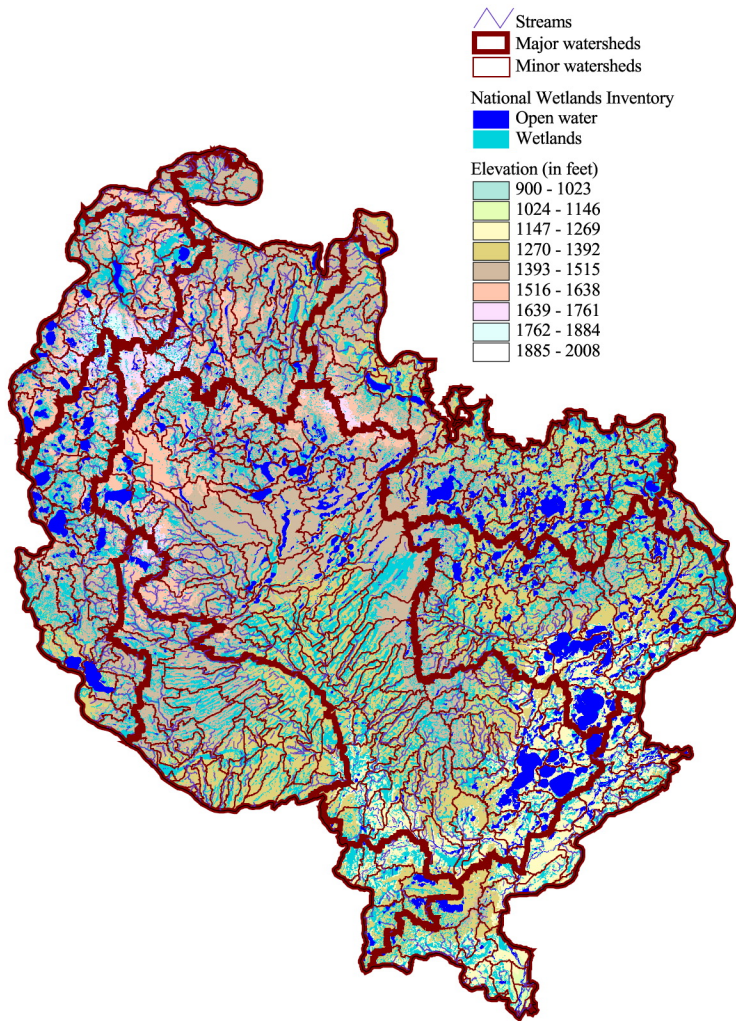 Streams
Major watersheds
Minor watersheds
National Wetlands Inventory
Open water
Wetlands
Elevation (in feet)
900 - 1023
1024 - 1146
1147 - 1269
1270 - 1392
1393 - 1515
1516 - 1638
1639 - 1761
1762 - 1884
1885 - 2008